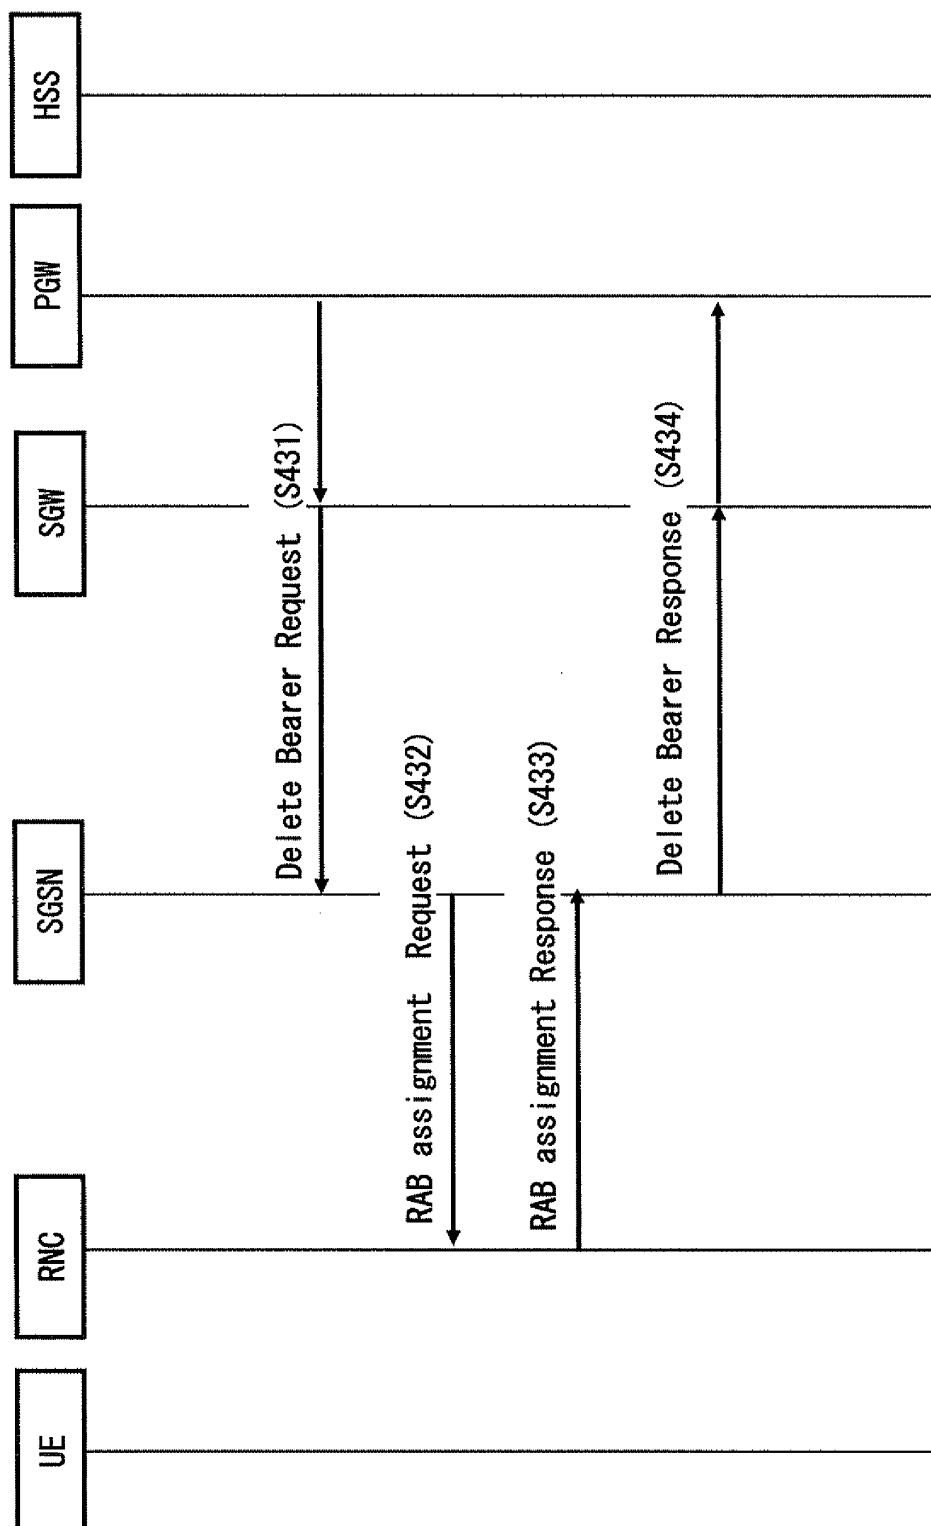 UE
RNC
SGSN
SGW
PGW
HSS
Delete Bearer Request (S431)
RAB assignment Request (S432)
RAB assignment Response (S433)
Delete Bearer Response (S434)